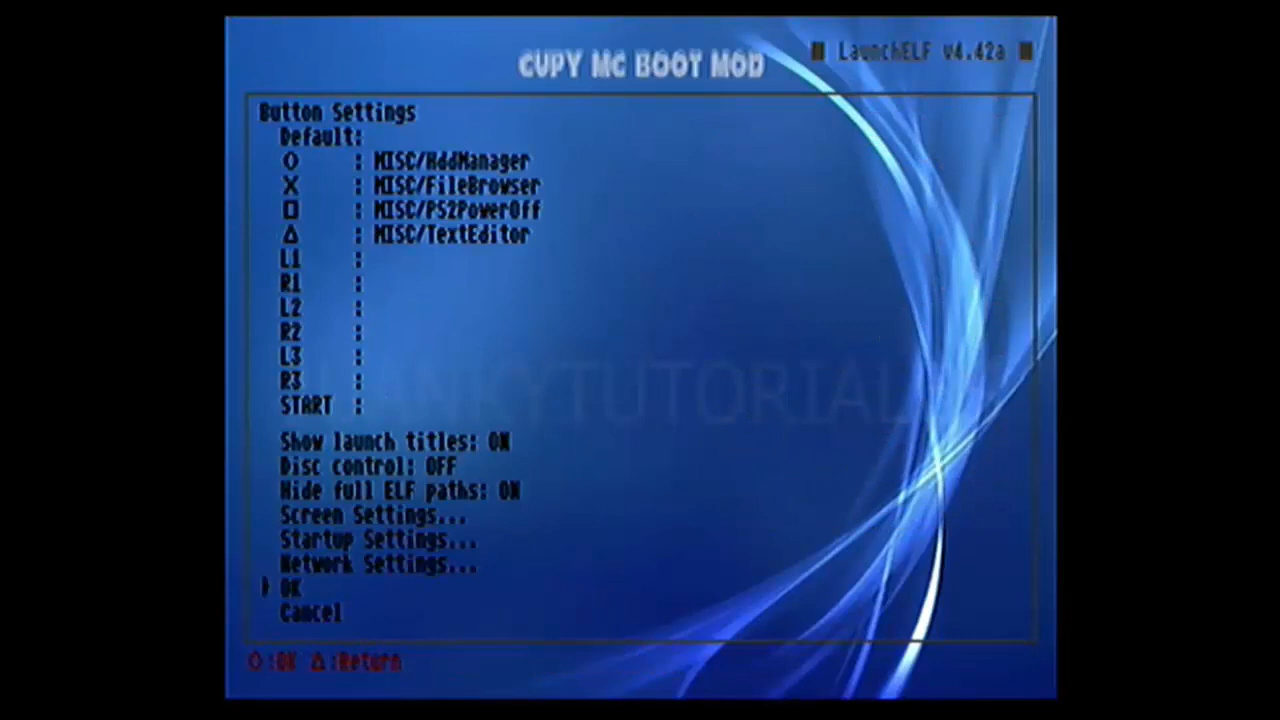 CVPY MC BOOT MOD
■ LaunchELF v4.42a ■
Button Settings
Default:
O : MISC/HddManager
X : MISC/FileBrowser
□ : MISC/PS2PowerOff
△ : MISC/TextEditor
L1 :
R1 :
L2 :
R2 :
L3 :
R3 :
START :
Show launch titles: ON
Disc control: OFF
Hide full ELF paths: ON
Screen Settings...
Startup Settings...
Network Settings...
OK
Cancel
O:OK △:Return